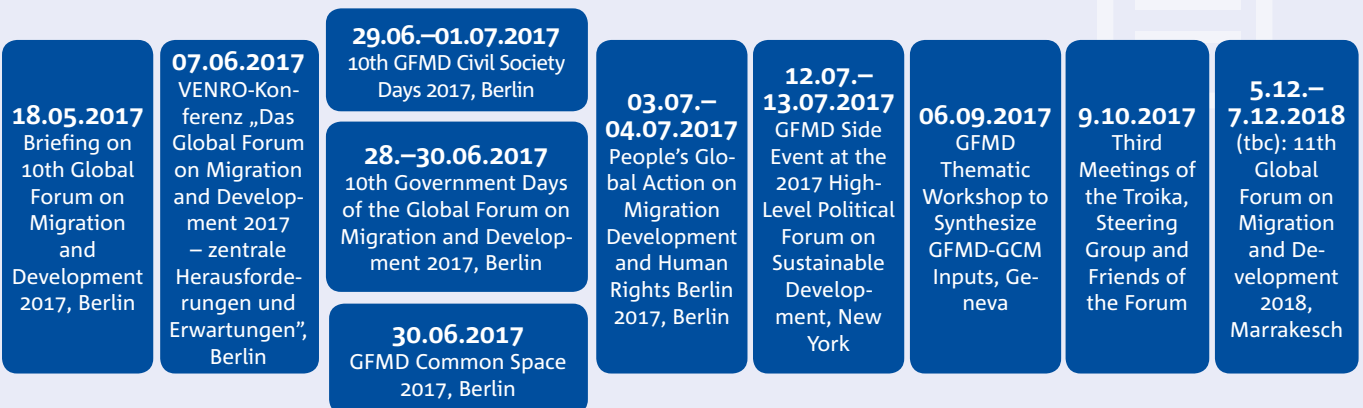 18.05.2017
Briefing on
10th Global
Forum on
Migration
and
Development
2017, Berlin
07.06.2017
VENRO-Kon-
ferenz „Das
Global Forum
on Migration
and Develop-
ment 2017
– zentrale
Herausforde-
rungen und
Erwartungen”,
Berlin
29.06.–01.07.2017
10th GFMD Civil Society
Days 2017, Berlin
28.–30.06.2017
10th Government Days
of the Global Forum on
Migration and Develop-
ment 2017, Berlin
30.06.2017
GFMD Common Space
2017, Berlin
03.07.–
04.07.2017
People’s Glo-
bal Action on
Migration
Development
and Human
Rights Berlin
2017, Berlin
12.07.–
13.07.2017
GFMD Side
Event at the
2017 High-
Level Political
Forum on
Sustainable
Develop-
ment, New
York
06.09.2017
GFMD
Thematic
Workshop to
Synthesize
GFMD-GCM
Inputs, Ge-
neva
9.10.2017
Third
Meetings of
the Troika,
Steering
Group and
Friends of
the Forum
5.12.–
7.12.2018
(tbc): 11th
Global
Forum on
Migration
and De-
velopment
2018,
Marrakesch